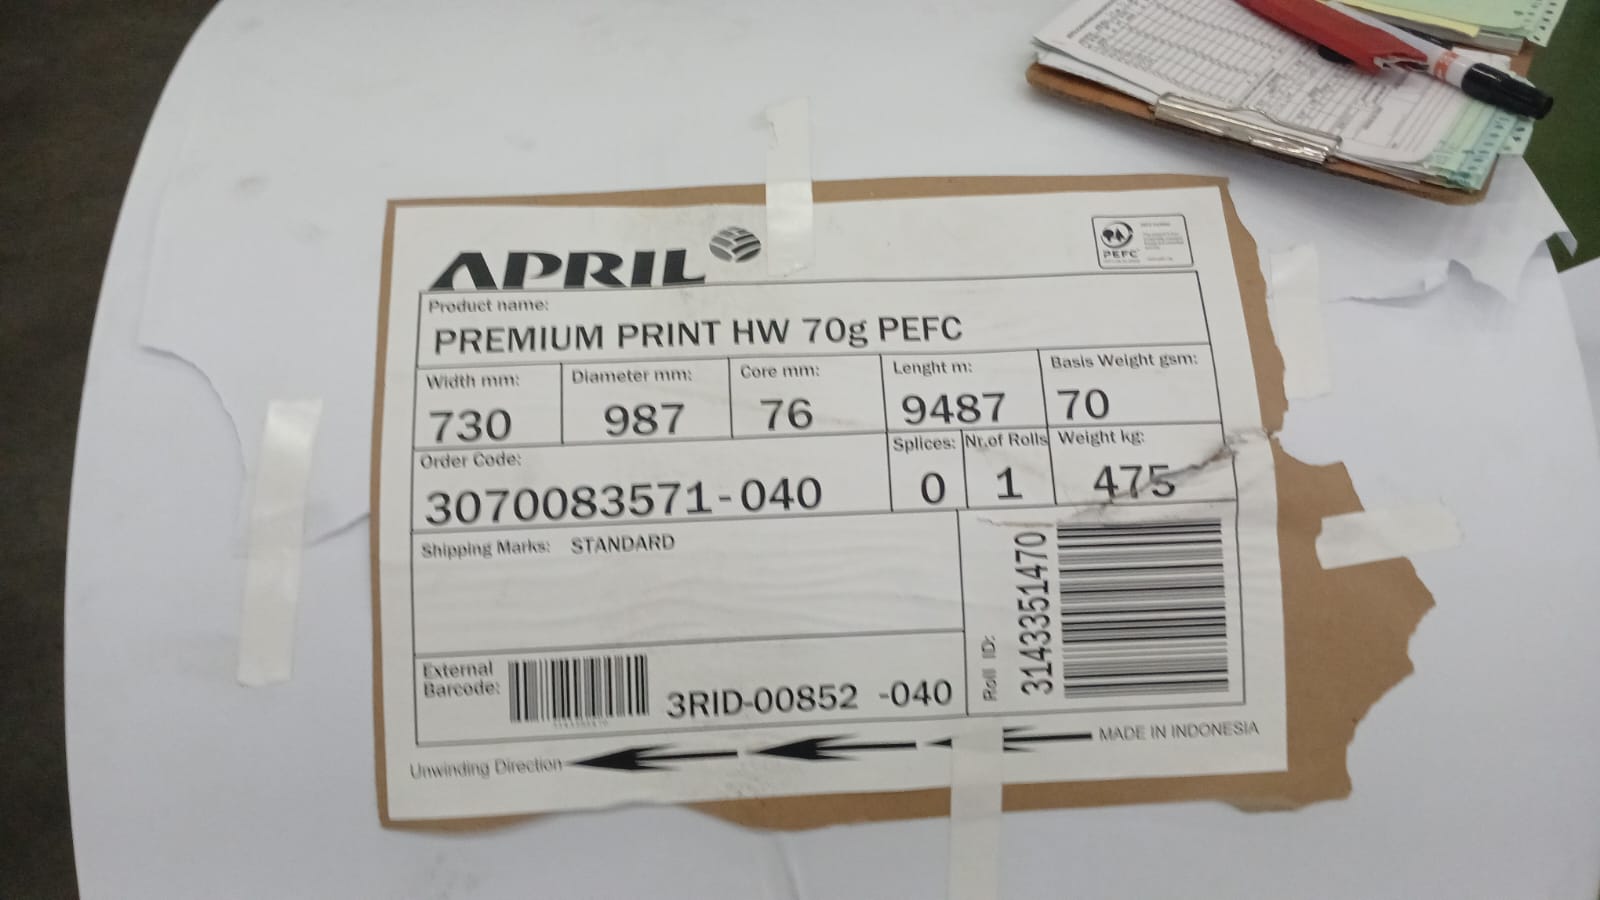 APRIL
PEFC
Product name:
PREMIUM PRINT HW 70g PEFC
Width mm: Diameter mm: Core mm: Lenght m: Basis Weight gsm:
730 987 76 9487 70
Order Code: Splices: Nr.of Rolls Weight kg:
3070083571-040 0 1 475
Shipping Marks: STANDARD
Roll ID: 3143351470
External
Barcode: 3RID-00852 -040
Unwinding Direction MADE IN INDONESIA